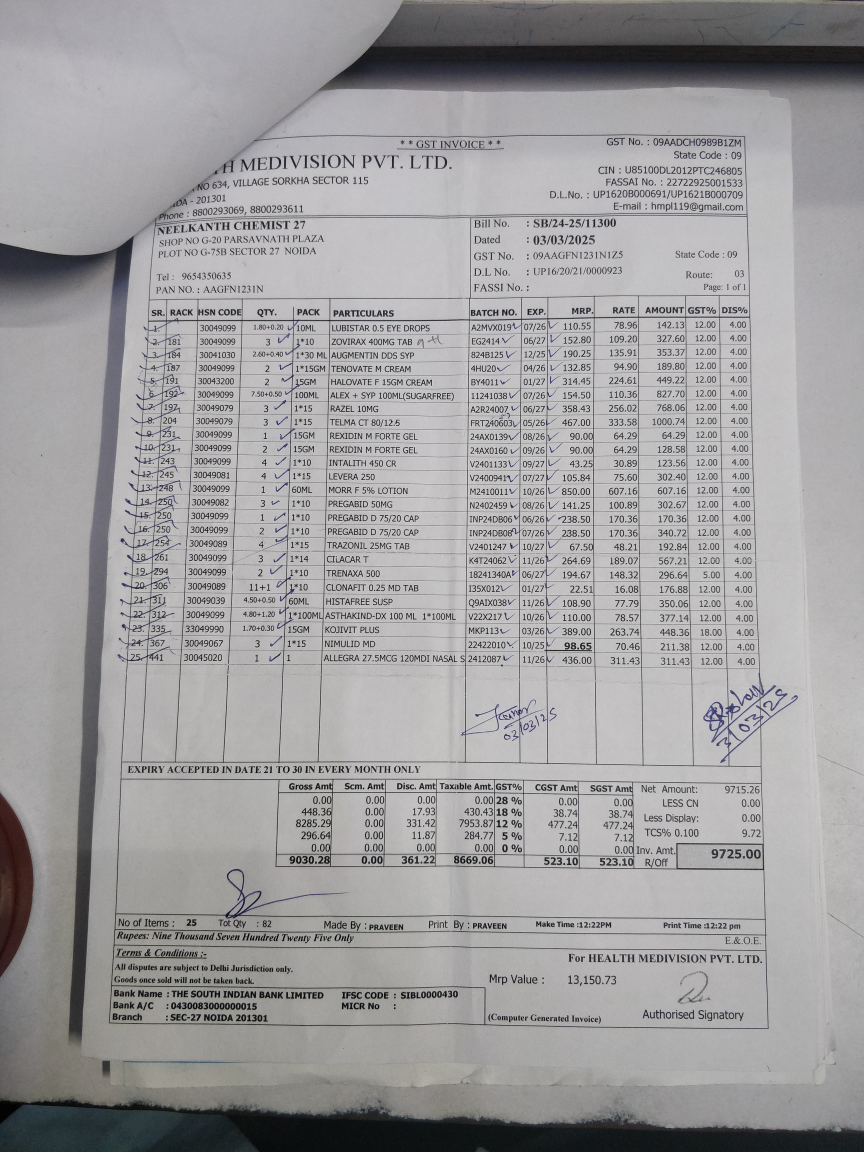 * * GST INVOICE * *
GST No. : 09AADCH0989B1ZM
State Code : 09
TH MEDIVISION PVT. LTD.
CIN : U85100DL2012PTC246805
NO 634, VILLAGE SORKHA SECTOR 115
FASSAI No. : 22722925001533
DA - 201301
D.L.No. : UP1620B000691/UP1621B000709
Phone : 8800293069, 8800293611
E-mail : hmpl119@gmail.com
NEELKANTH CHEMIST 27
Bill No. : SB/24-25/11300
SHOP NO G-20 PARSAVNATH PLAZA
Dated : 03/03/2025
PLOT NO G-75B SECTOR 27 NOIDA
GST No. : 09AAGFN1231N1Z5 State Code : 09
Tel : 9654350635
D.L No. : UP16/20/21/0000923 Route: 03
PAN NO. : AAGFN1231N
FASSI No. : Page: 1 of 1
SR. RACK HSN CODE QTY. PACK PARTICULARS BATCH NO. EXP. MRP. RATE AMOUNT GST% DIS%
1. 30049099 1.80+0.20 10ML LUBISTAR 0.5 EYE DROPS A2MVX019 07/26 110.55 78.96 142.13 12.00 4.00
2. 181 30049099 3 1*10 ZOVIRAX 400MG TAB EG2414 06/27 152.80 109.20 327.60 12.00 4.00
3. 184 30041030 2.60+0.40 1*30 ML AUGMENTIN DDS SYP 824B125 12/25 190.25 135.91 353.37 12.00 4.00
4. 187 30049099 2 1*15GM TENOVATE M CREAM 4HU20 04/26 132.85 94.90 189.80 12.00 4.00
5. 191 30043200 2 15GM HALOVATE F 15GM CREAM BY4011 01/27 314.45 224.61 449.22 12.00 4.00
6. 192 30049099 7.50+0.50 100ML ALEX + SYP 100ML(SUGARFREE) 11241038 07/26 154.50 110.36 827.70 12.00 4.00
7. 197 30049079 3 1*15 RAZEL 10MG A2R24007 06/27 358.43 256.02 768.06 12.00 4.00
8. 204 30049079 3 1*15 TELMA CT 80/12.5 FRT240603 05/26 467.00 333.58 1000.74 12.00 4.00
9. 231 30049099 1 15GM REXIDIN M FORTE GEL 24AX0139 08/26 90.00 64.29 64.29 12.00 4.00
10. 231 30049099 2 15GM REXIDIN M FORTE GEL 24AX0160 09/26 90.00 64.29 128.58 12.00 4.00
11. 243 30049099 4 1*10 INTALITH 450 CR V2401133 09/27 43.25 30.89 123.56 12.00 4.00
12. 245 30049081 4 1*15 LEVERA 250 V2400941 07/27 105.84 75.60 302.40 12.00 4.00
13. 248 30049099 1 60ML MORR F 5% LOTION M2410011 10/26 850.00 607.16 607.16 12.00 4.00
14. 250 30049082 3 1*10 PREGABID 50MG N2402459 08/26 141.25 100.89 302.67 12.00 4.00
15. 250 30049099 1 1*10 PREGABID D 75/20 CAP INP24DB06 06/26 238.50 170.36 170.36 12.00 4.00
16. 250 30049099 2 1*10 PREGABID D 75/20 CAP INP24DB08 07/26 238.50 170.36 340.72 12.00 4.00
17. 254 30049089 4 1*15 TRAZONIL 25MG TAB V2401247 10/27 67.50 48.21 192.84 12.00 4.00
18. 261 30049099 3 1*14 CILACAR T K4T24062 11/26 264.69 189.07 567.21 12.00 4.00
19. 294 30049099 2 1*10 TRENAXA 500 18241340A 06/27 194.67 148.32 296.64 5.00 4.00
20. 306 30049089 11+1 1*10 CLONAFIT 0.25 MD TAB I35X012 01/27 22.51 16.08 176.88 12.00 4.00
21. 311 30049039 4.50+0.50 60ML HISTAFREE SUSP Q9AIX038 11/26 108.90 77.79 350.06 12.00 4.00
22. 312 30049099 4.80+1.20 1*100ML ASTHAKIND-DX 100 ML 1*100ML V22X217 10/26 110.00 78.57 377.14 12.00 4.00
23. 335 33049990 1.70+0.30 15GM KOJIVIT PLUS MKP113 03/26 389.00 263.74 448.36 18.00 4.00
24. 367 30049067 3 1*15 NIMULID MD 22422010 10/25 98.65 70.46 211.38 12.00 4.00
25. 441 30045020 1 1 ALLEGRA 27.5MCG 120MDI NASAL S 2412087 11/26 436.00 311.43 311.43 12.00 4.00
03/03/25
3/03/25
EXPIRY ACCEPTED IN DATE 21 TO 30 IN EVERY MONTH ONLY
Gross Amt Scm. Amt Disc. Amt Taxable Amt. GST% CGST Amt SGST Amt Net Amount: 9715.26
0.00 0.00 0.00 0.00 28 % 0.00 0.00 LESS CN 0.00
448.36 0.00 17.93 430.43 18 % 38.74 38.74 Less Display: 0.00
8285.29 0.00 331.42 7953.87 12 % 477.24 477.24 TCS% 0.100 9.72
296.64 0.00 11.87 284.77 5 % 7.12 7.12
0.00 0.00 0.00 0.00 0 % 0.00 0.00 Inv. Amt. 9725.00
9030.28 0.00 361.22 8669.06 523.10 523.10 R/Off
No of Items : 25 Tot Qty : 82 Made By : PRAVEEN Print By : PRAVEEN Make Time :12:22PM Print Time :12:22 pm
Rupees: Nine Thousand Seven Hundred Twenty Five Only E.& O.E.
Terms & Conditions :-
For HEALTH MEDIVISION PVT. LTD.
All disputes are subject to Delhi Jurisdiction only.
Goods once sold will not be taken back.
Mrp Value : 13,150.73
Bank Name : THE SOUTH INDIAN BANK LIMITED IFSC CODE : SIBL0000430
Bank A/C : 0430083000000015 MICR No :
Branch : SEC-27 NOIDA 201301
(Computer Generated Invoice) Authorised Signatory